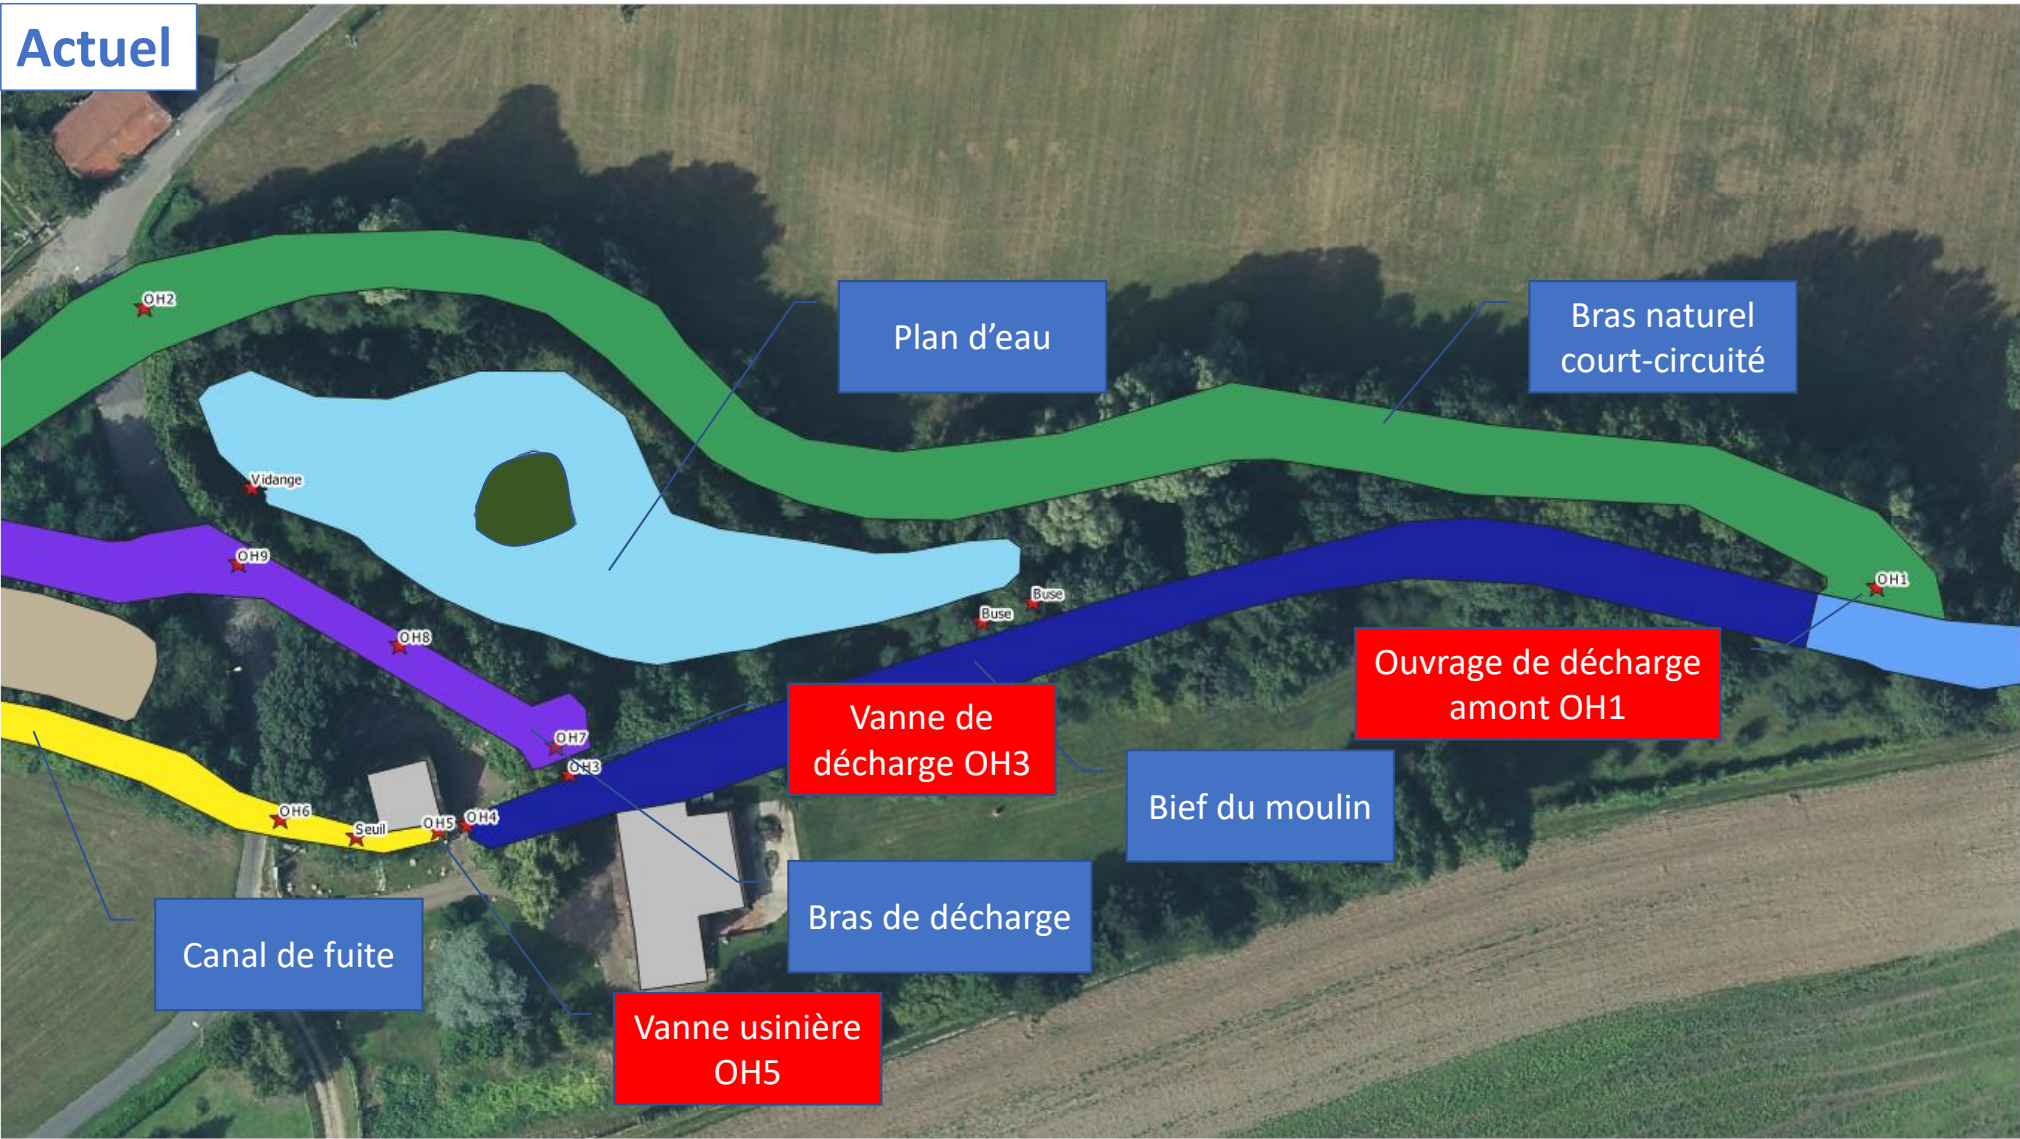 Actuel
OH2
Plan d'eau
Bras naturel
court-circuité
Vidange
OH9
OH8
Buse
Buse
OH1
Ouvrage de décharge
amont OH1
Vanne de
décharge OH3
OH7
OH3
Bief du moulin
OH6
Seuil
OH5
OH4
Bras de décharge
Canal de fuite
Vanne usinière
OH5